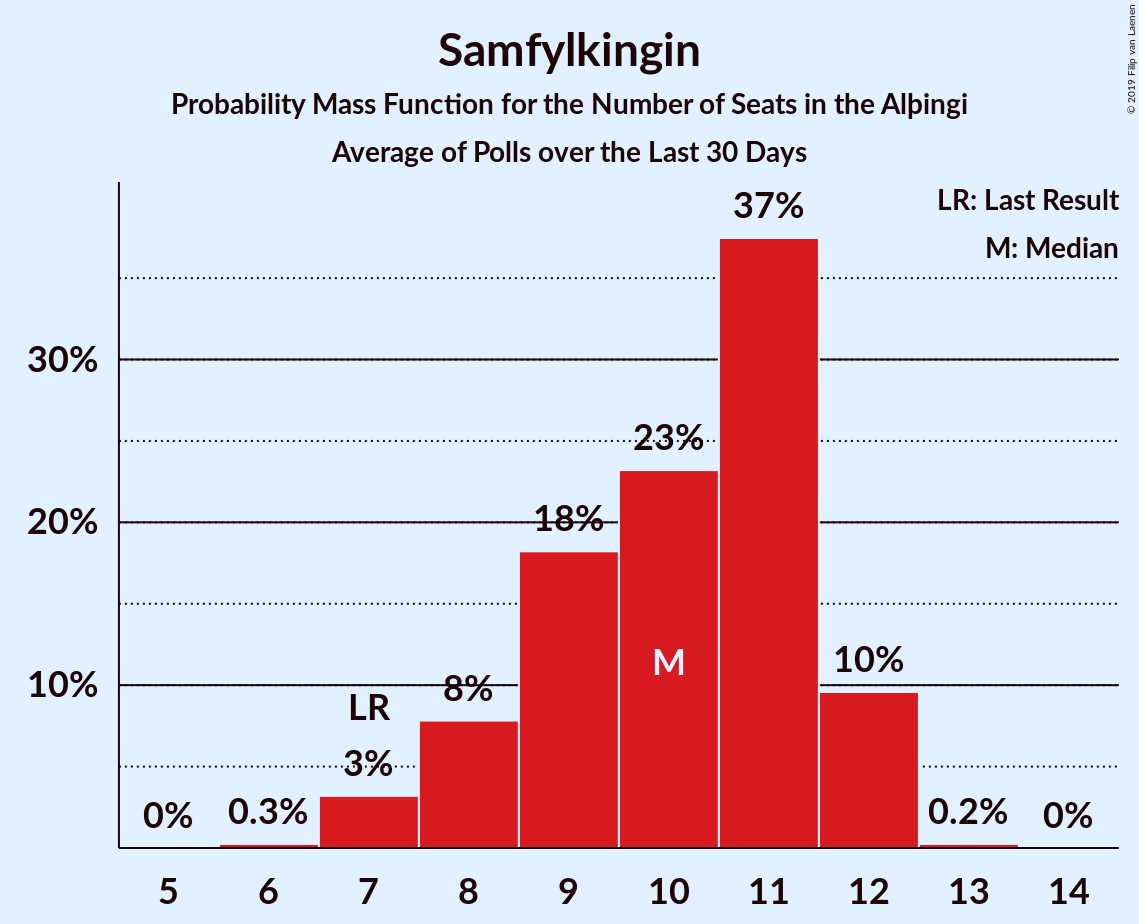 Samfylkingin
Probability Mass Function for the Number of Seats in the Alþingi
Average of Polls over the Last 30 Days
© 2019 Filip van Laenen
LR: Last Result
M: Median
37%
30%
23%
20%
18%
M
10%
10%
8%
LR
3%
0%
0.3%
0.2%
0%
5 6 7 8 9 10 11 12 13 14